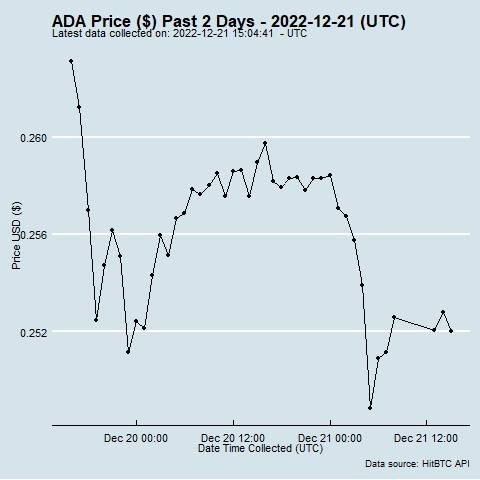 ADA Price ($) Past 2 Days - 2022-12-21 (UTC)
Latest data collected on: 2022-12-21 15:04:41 - UTC
0.260
0.256
0.252
Price USD ($)
Dec 20 00:00 Dec 20 12:00 Dec 21 00:00 Dec 21 12:00
Date Time Collected (UTC)
Data source: HitBTC API